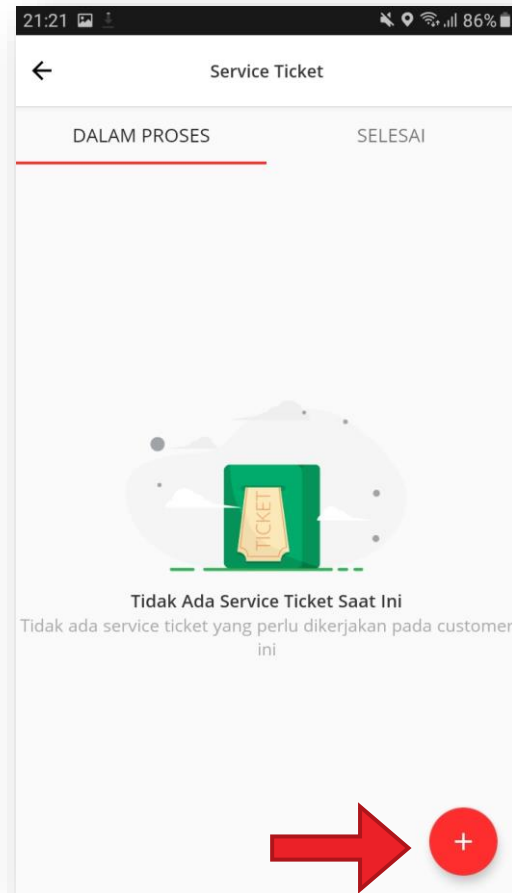 21:21 86%
Service Ticket
DALAM PROSES SELESAI
TICKET
Tidak Ada Service Ticket Saat Ini
Tidak ada service ticket yang perlu dikerjakan pada customer
ini
+